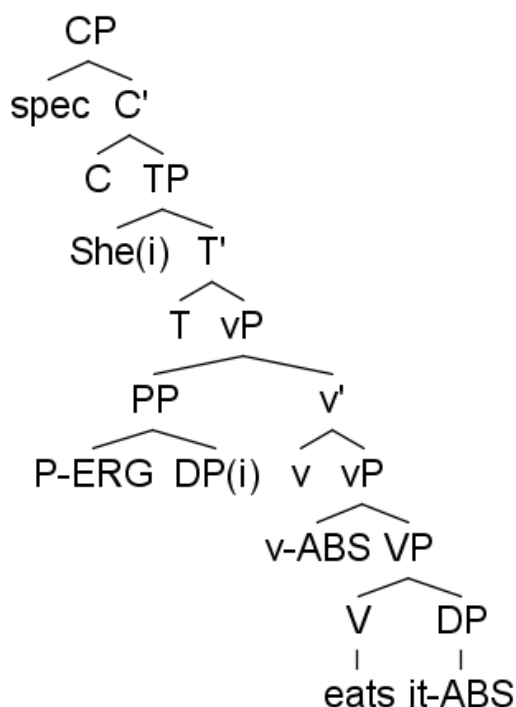 CP
spec C'
C TP
She(i) T'
T vP
PP v'
P-ERG DP(i) v vP
v-ABS VP
V DP
eats it-ABS